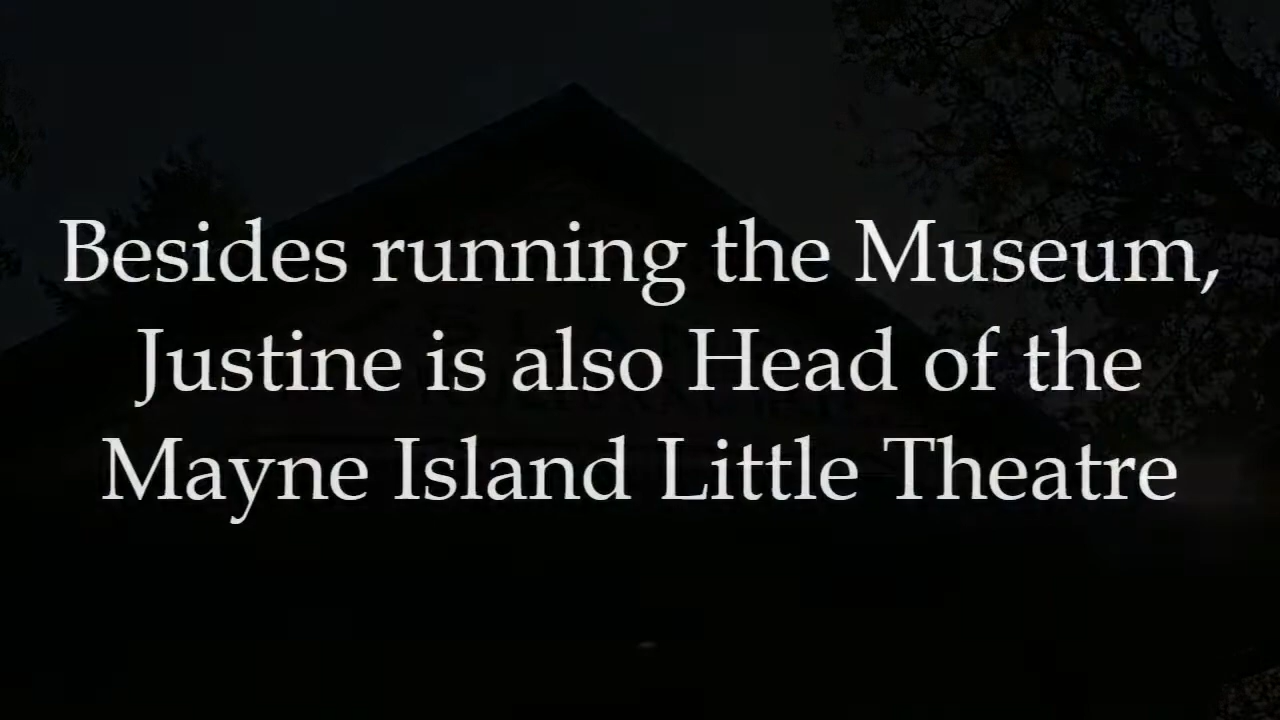 Besides running the Museum,
Justine is also Head of the
Mayne Island Little Theatre